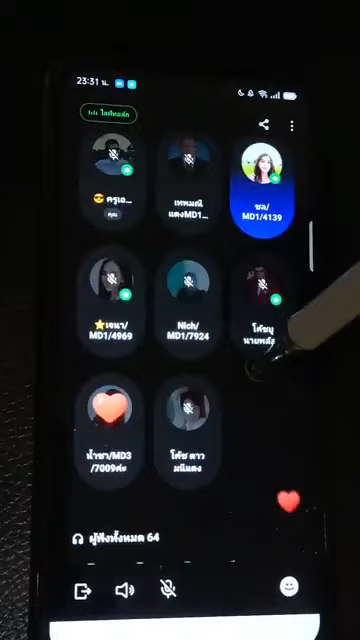 23:31 น.
ไลฟ์ทอล์ก
😎 ครูเอ...
คุณ
เทพมณี
แดงMD1...
ชล/
MD1/4139
⭐เจนา/
MD1/4969
Nich/
MD1/7924
โค้ชบู
นายพลัส
น้ำชา/MD3
/7009ค่ะ
โค้ช ดาว
มณีแดง
ผู้ฟังทั้งหมด 64